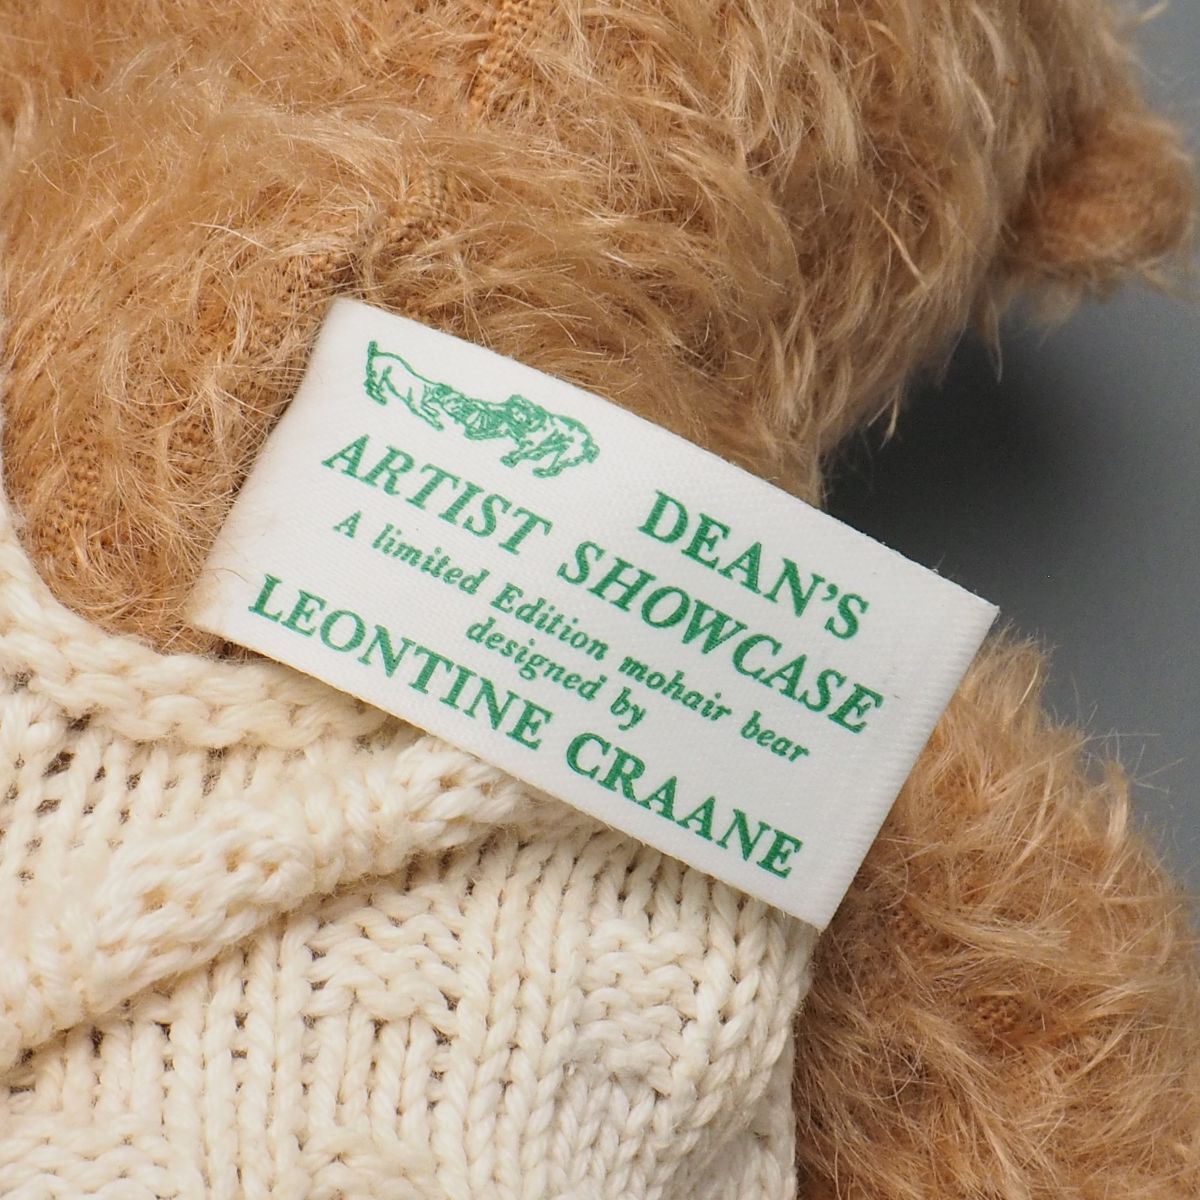 DEAN'S
ARTIST SHOWCASE
A limited Edition mohair bear
designed by
LEONTINE CRAANE